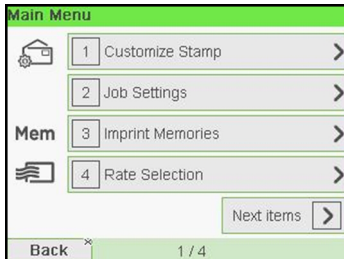 Main Menu
1 Customize Stamp
2 Job Settings
Mem 3 Imprint Memories
4 Rate Selection
Next items
Back 1 / 4